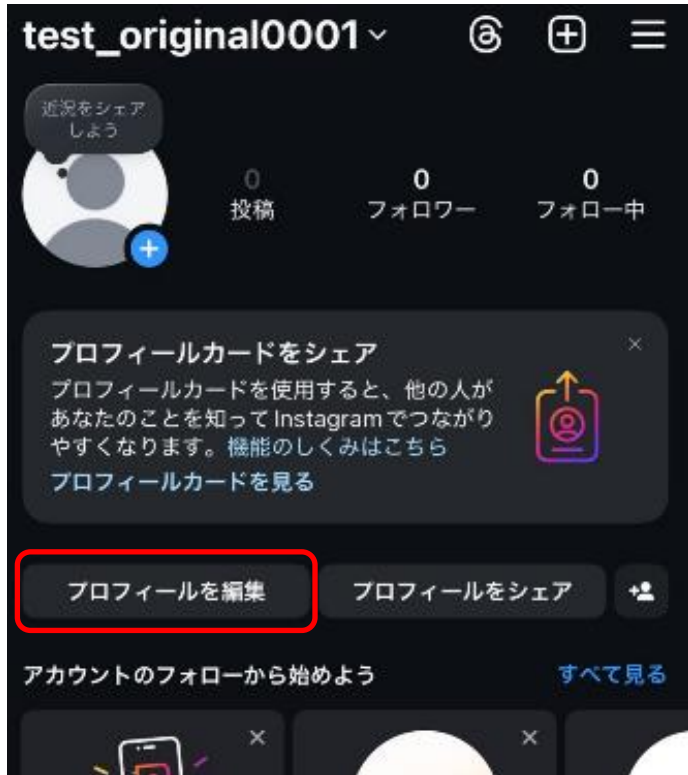 test_original0001
近況をシェア
しよう
0
投稿
0
フォロワー
0
フォロー中
プロフィールカードをシェア
プロフィールカードを使用すると、他の人が
あなたのことを知ってInstagramでつながり
やすくなります。機能のしくみはこちら
プロフィールカードを見る
プロフィールを編集
プロフィールをシェア
アカウントのフォローから始めよう
すべて見る